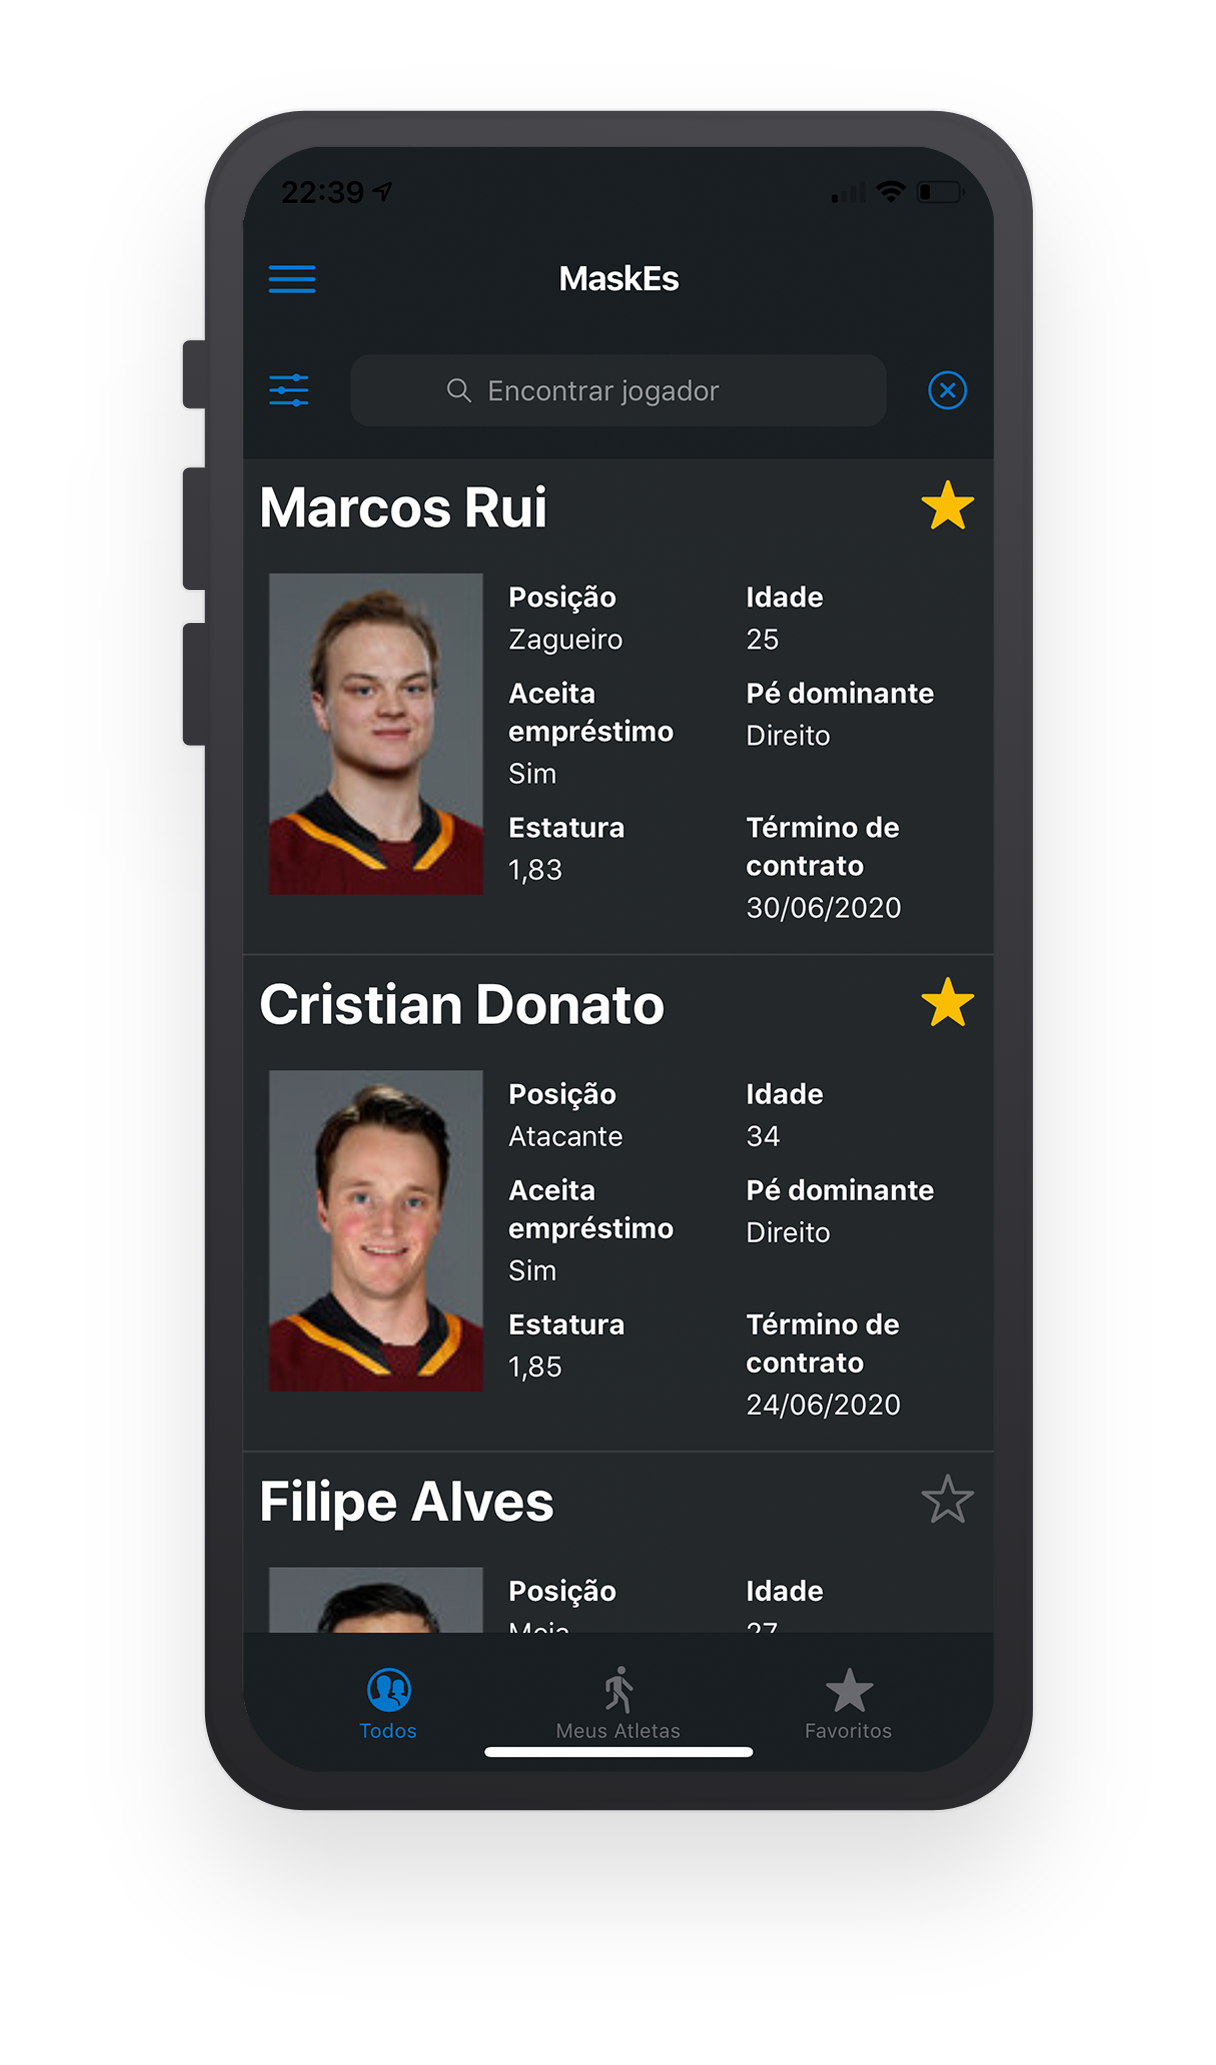 22:39
MaskEs
Encontrar jogador
Marcos Rui
Posição
Zagueiro
Idade
25
Aceita
empréstimo
Sim
Pé dominante
Direito
Estatura
1,83
Término de
contrato
30/06/2020
Cristian Donato
Posição
Atacante
Idade
34
Aceita
empréstimo
Sim
Pé dominante
Direito
Estatura
1,85
Término de
contrato
24/06/2020
Filipe Alves
Posição
Meia
Idade
27
Todos
Meus Atletas
Favoritos